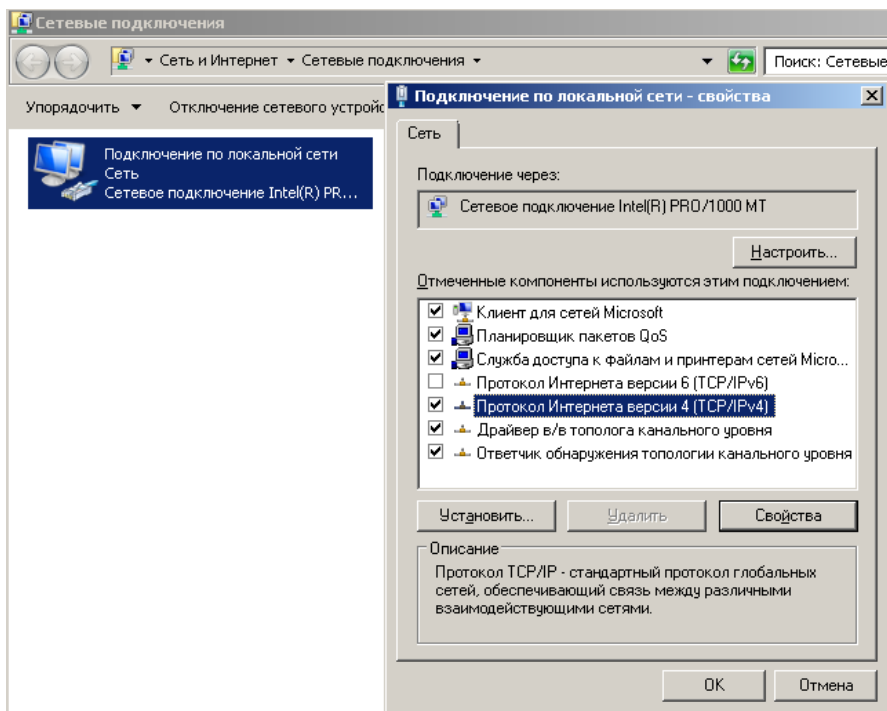 Сетевые подключения
Сеть и Интернет Сетевые подключения
Поиск: Сетевые
Упорядочить Отключение сетевого устройс
Подключение по локальной сети
Сеть
Сетевое подключение Intel(R) PR...
Подключение по локальной сети - свойства
Сеть
Подключение через:
Сетевое подключение Intel(R) PRO/1000 MT
Настроить...
Отмеченные компоненты используются этим подключением:
Клиент для сетей Microsoft
Планировщик пакетов QoS
Служба доступа к файлам и принтерам сетей Micro...
Протокол Интернета версии 6 (TCP/IPv6)
Протокол Интернета версии 4 (TCP/IPv4)
Драйвер в/в тополога канального уровня
Ответчик обнаружения топологии канального уровня
Установить... Удалить Свойства
Описание
Протокол TCP/IP - стандартный протокол глобальных
сетей, обеспечивающий связь между различными
взаимодействующими сетями.
OK Отмена